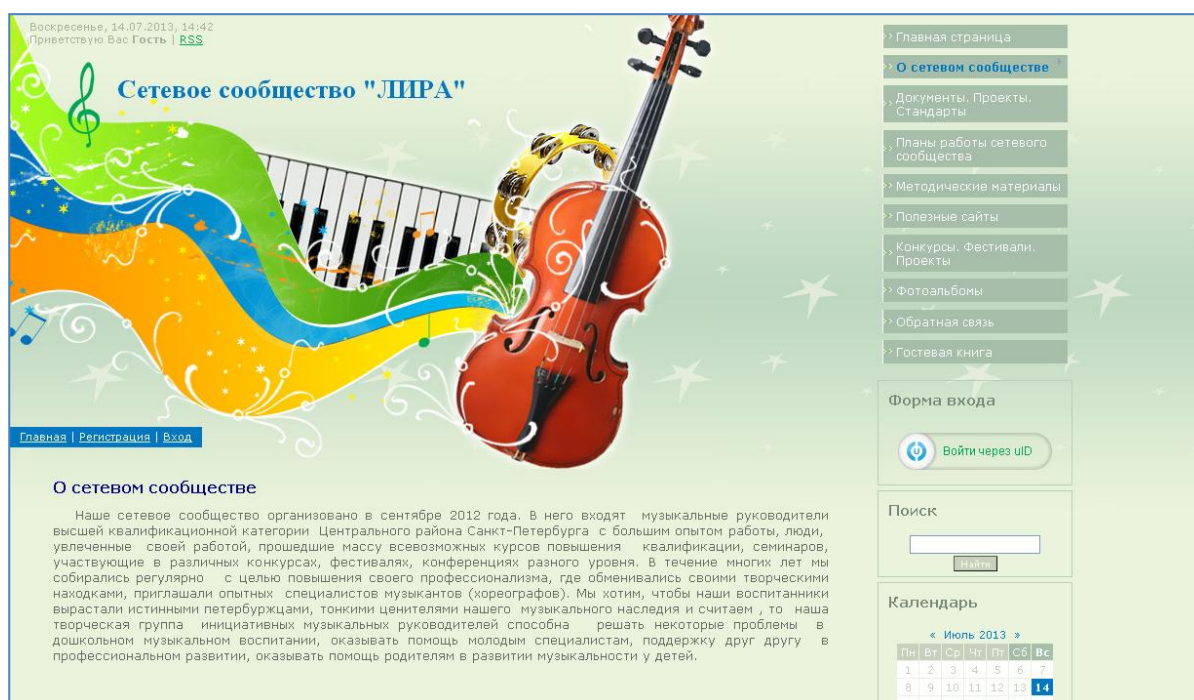 Воскресенье, 14.07.2013, 14:42
Приветствую Вас Гость | RSS
Сетевое сообщество "ЛИРА"
Главная | Регистрация | Вход
О сетевом сообществе
Наше сетевое сообщество организовано в сентябре 2012 года. В него входят музыкальные руководители
высшей квалификационной категории Центрального района Санкт-Петербурга с большим опытом работы, люди,
увлеченные своей работой, прошедшие массу всевозможных курсов повышения квалификации, семинаров,
участвующие в различных конкурсах, фестивалях, конференциях разного уровня. В течение многих лет мы
собирались регулярно с целью повышения своего профессионализма, где обменивались своими творческими
находками, приглашали опытных специалистов музыкантов (хореографов). Мы хотим, чтобы наши воспитанники
вырастали истинными петербуржцами, тонкими ценителями нашего музыкального наследия и считаем , то наша
творческая группа инициативных музыкальных руководителей способна решать некоторые проблемы в
дошкольном музыкальном воспитании, оказывать помощь молодым специалистам, поддержку друг другу в
профессиональном развитии, оказывать помощь родителям в развитии музыкальности у детей.
›› Главная страница
›› О сетевом сообществе
›› Документы. Проекты.
Стандарты
›› Планы работы сетевого
сообщества
›› Методические материалы
›› Полезные сайты
›› Конкурсы. Фестивали.
Проекты
›› Фотоальбомы
›› Обратная связь
›› Гостевая книга
Форма входа
Войти через uID
Поиск
Найти
Календарь
« Июль 2013 »
Пн Вт Ср Чт Пт Сб Вс
1 2 3 4 5 6 7
8 9 10 11 12 13 14